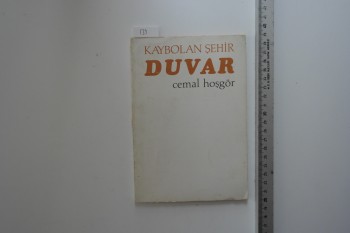 KAYBOLAN ŞEHİR
DUVAR
cemal hoşgör